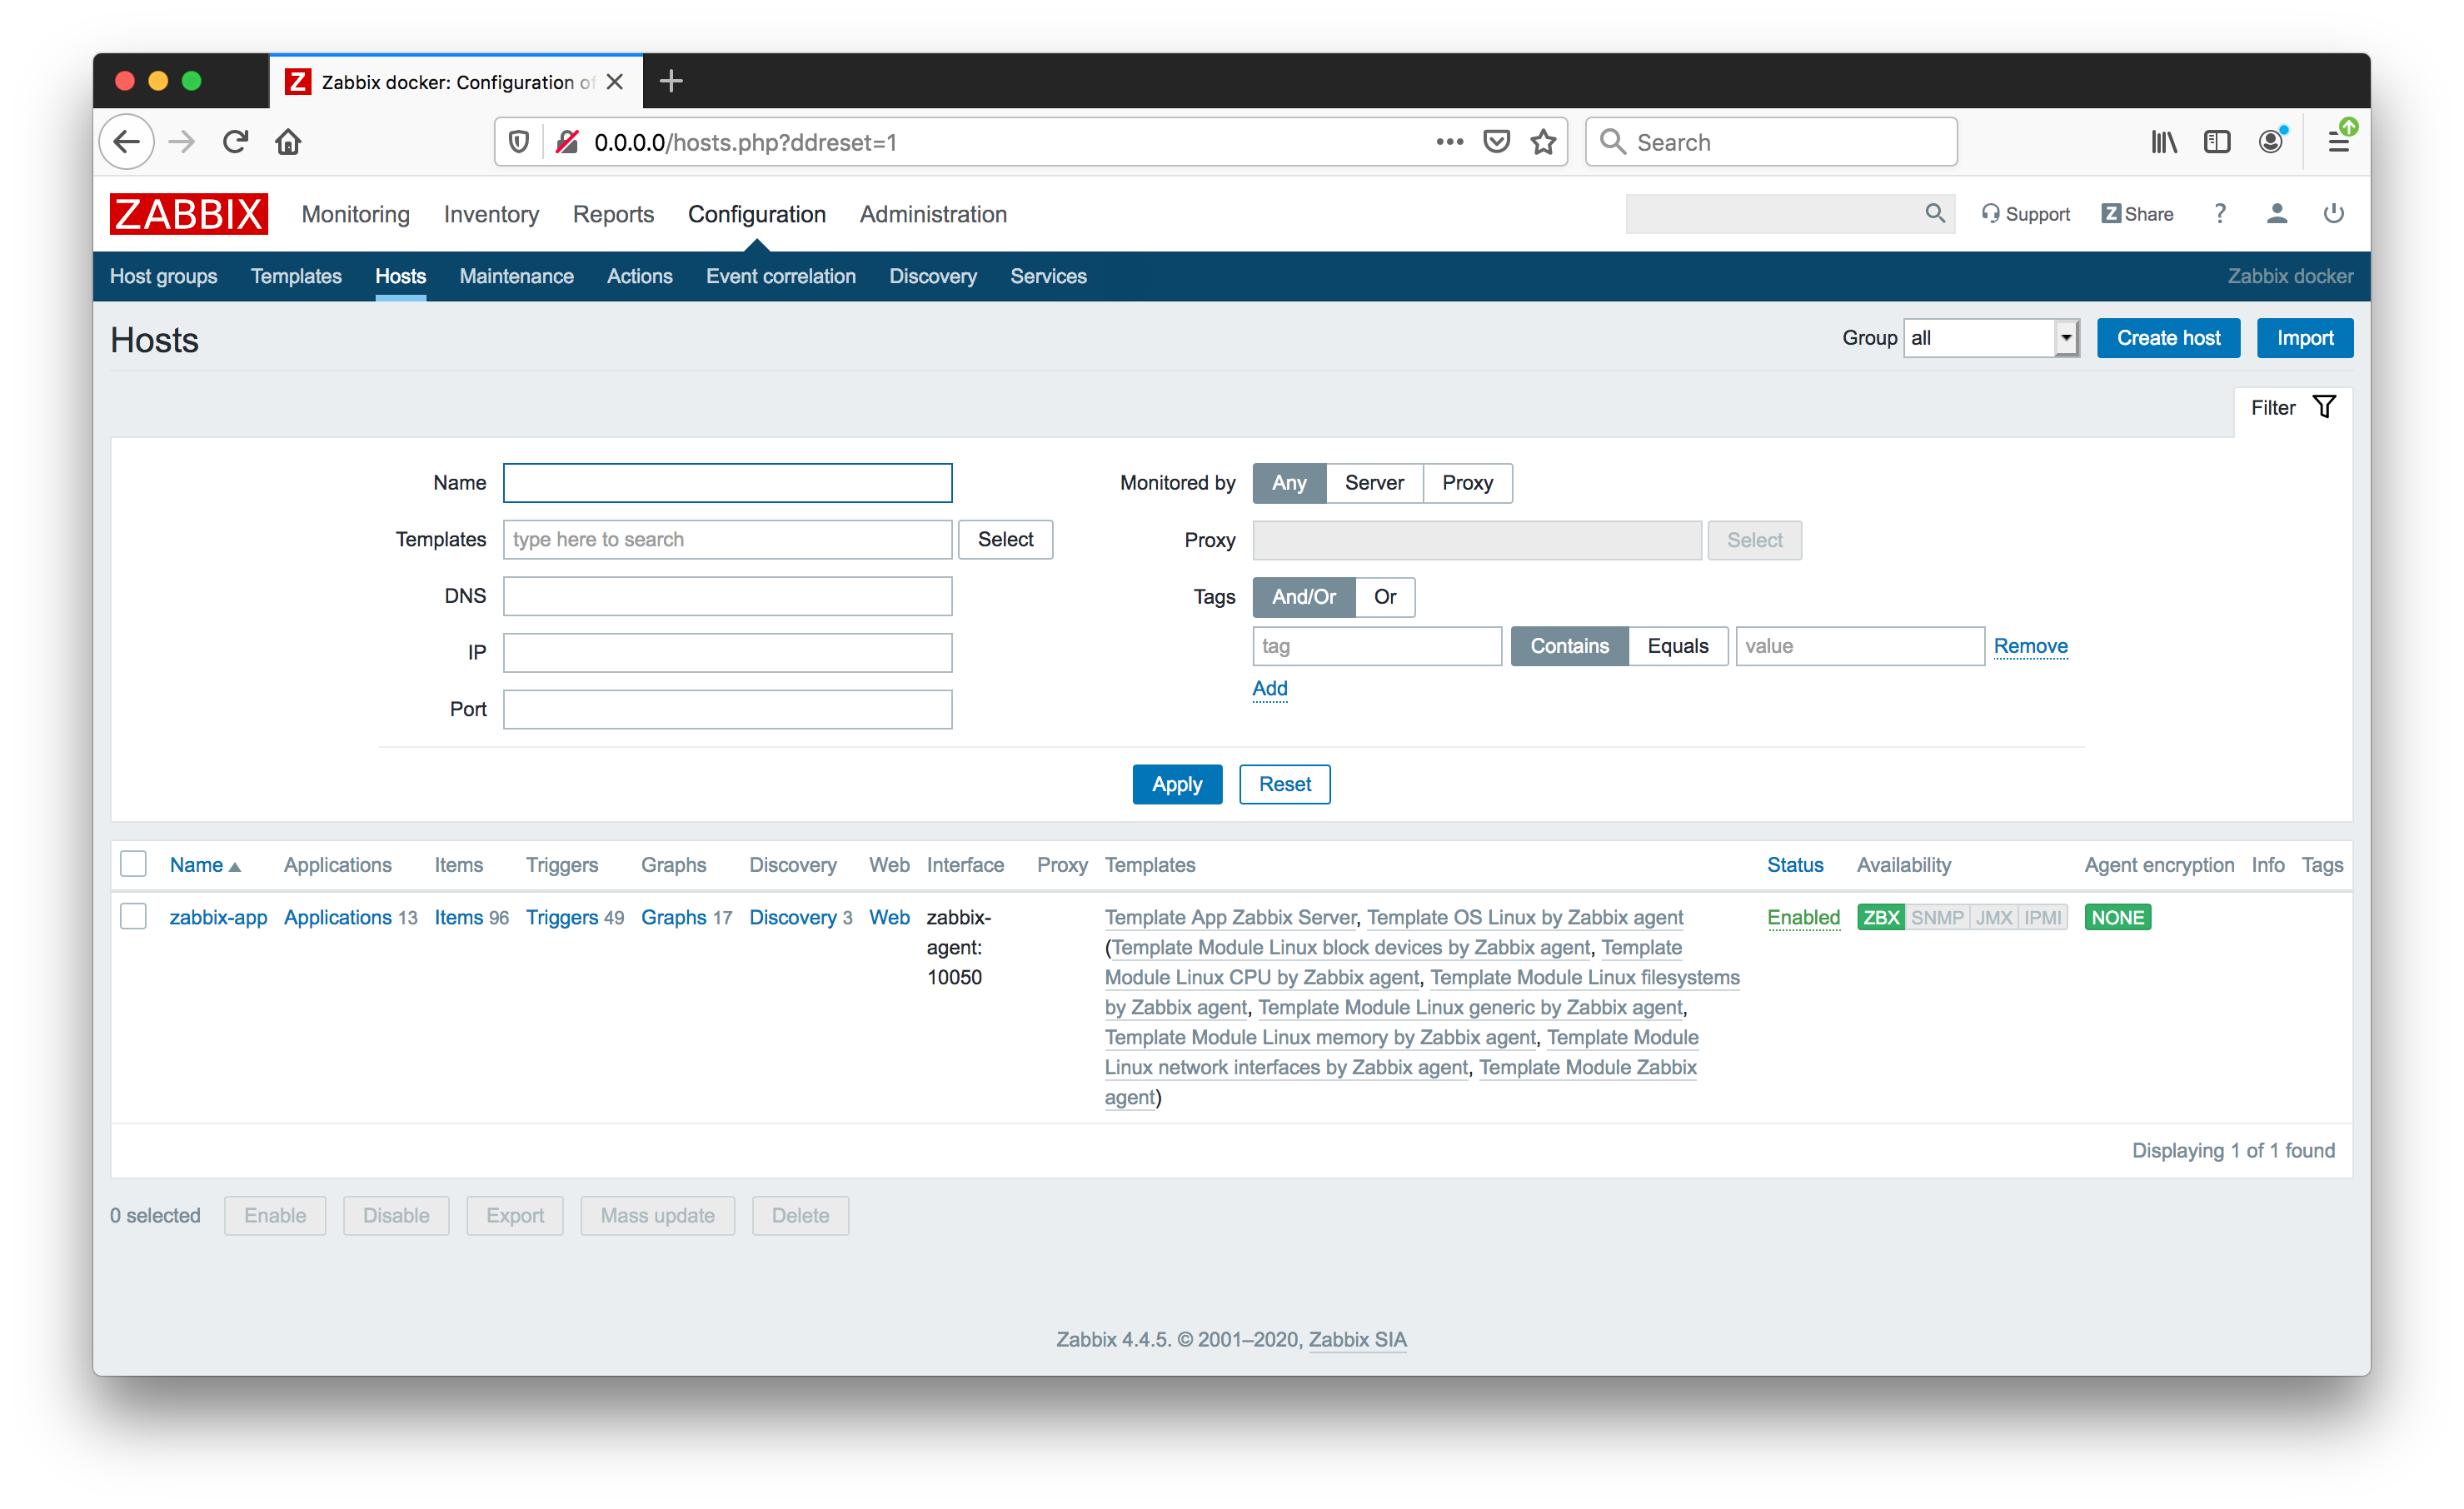 Z Zabbix docker: Configuration of
0.0.0.0/hosts.php?ddreset=1
Search
ZABBIX Monitoring Inventory Reports Configuration Administration
Support Z Share ?
Host groups Templates Hosts Maintenance Actions Event correlation Discovery Services Zabbix docker
Hosts
Group all Create host Import
Filter
Name Monitored by Any Server Proxy
Templates type here to search Select Proxy Select
DNS Tags And/Or Or
IP tag Contains Equals value Remove
Add
Port
Apply Reset
Name Applications Items Triggers Graphs Discovery Web Interface Proxy Templates Status Availability Agent encryption Info Tags
zabbix-app Applications 13 Items 96 Triggers 49 Graphs 17 Discovery 3 Web zabbix- Template App Zabbix Server, Template OS Linux by Zabbix agent Enabled ZBX SNMP JMX IPMI NONE
agent: (Template Module Linux block devices by Zabbix agent, Template
10050 Module Linux CPU by Zabbix agent, Template Module Linux filesystems
by Zabbix agent, Template Module Linux generic by Zabbix agent,
Template Module Linux memory by Zabbix agent, Template Module
Linux network interfaces by Zabbix agent, Template Module Zabbix
agent)
Displaying 1 of 1 found
0 selected Enable Disable Export Mass update Delete
Zabbix 4.4.5. © 2001–2020, Zabbix SIA